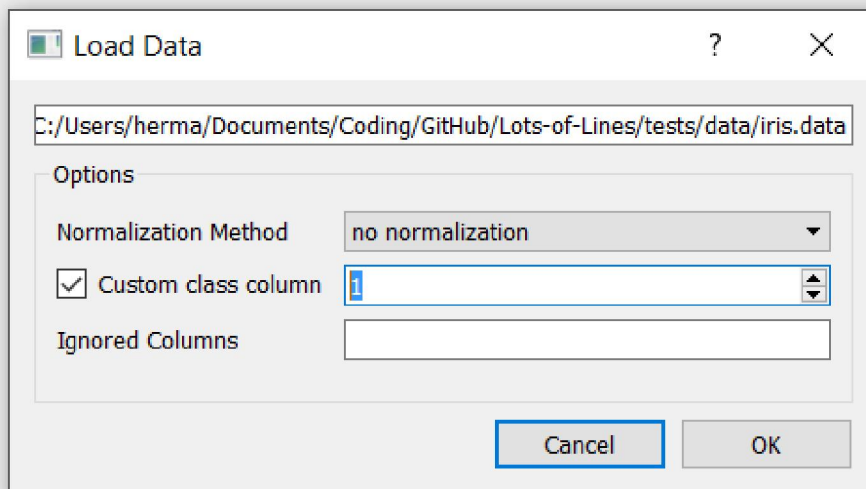 Load Data
C:/Users/herma/Documents/Coding/GitHub/Lots-of-Lines/tests/data/iris.data
Options
Normalization Method no normalization
Custom class column 1
Ignored Columns
Cancel OK